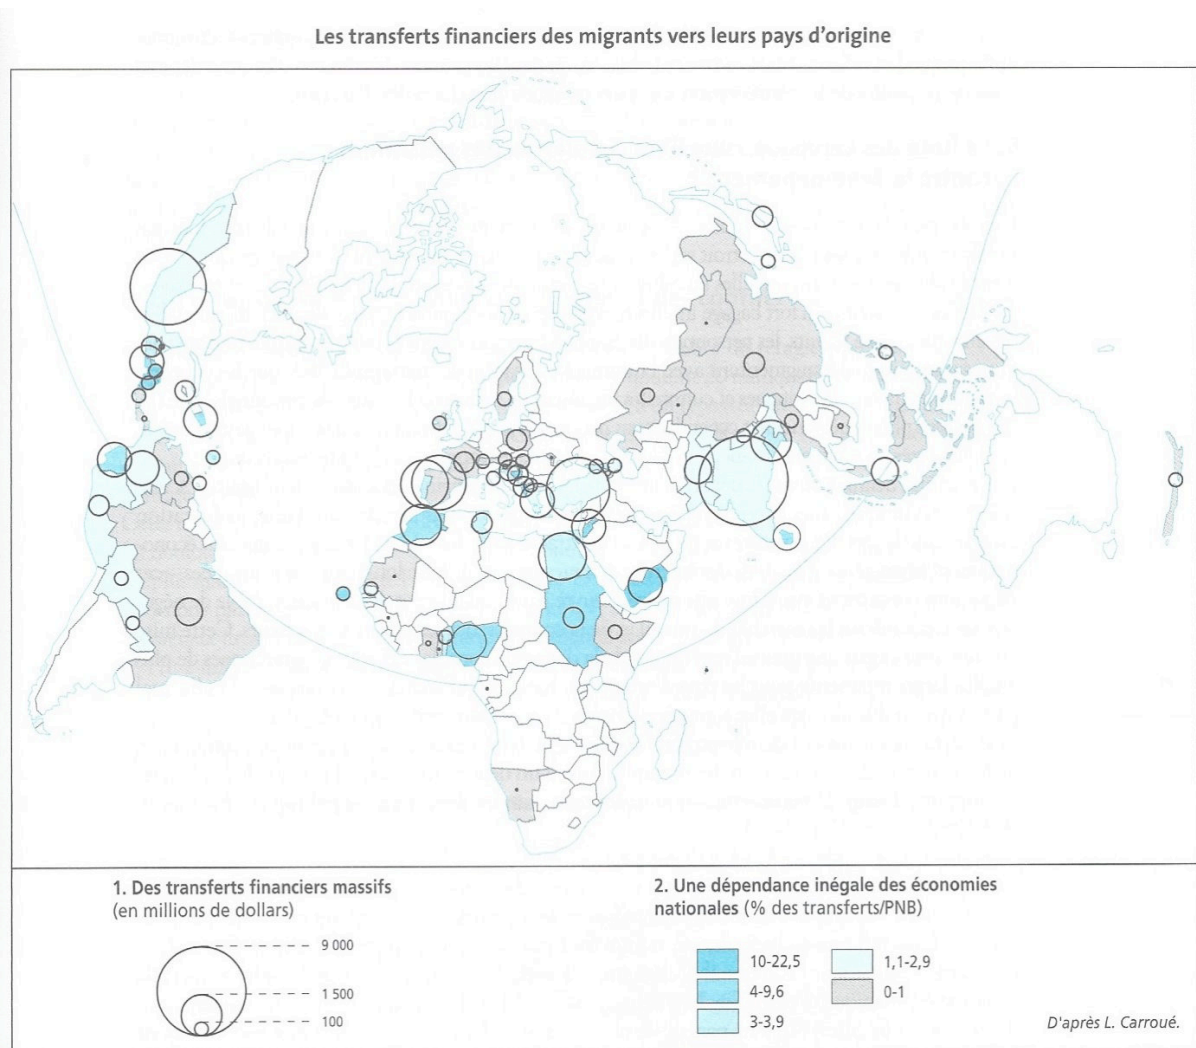 Les transferts financiers des migrants vers leurs pays d'origine
1. Des transferts financiers massifs
(en millions de dollars)
9 000
1 500
100
2. Une dépendance inégale des économies
nationales (% des transferts/PNB)
10-22,5
4-9,6
3-3,9
1,1-2,9
0-1
D'après L. Carroué.